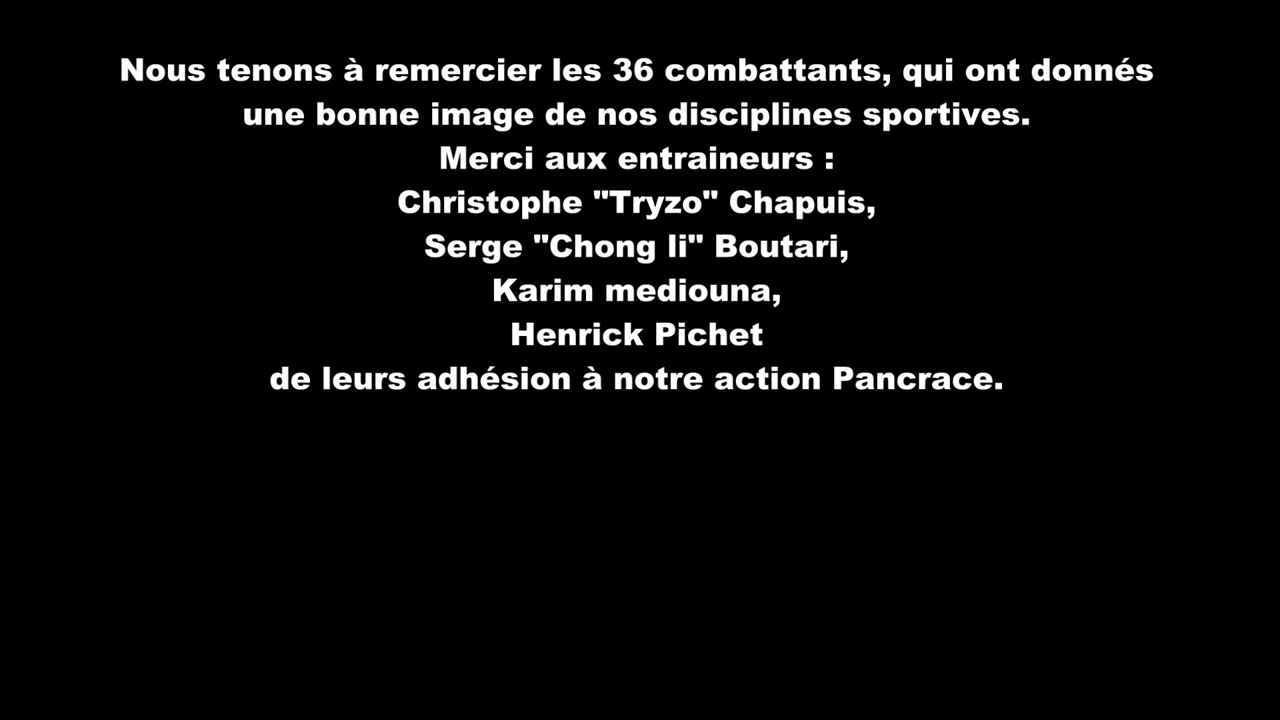 Nous tenons à remercier les 36 combattants, qui ont donnés
une bonne image de nos disciplines sportives.
Merci aux entraineurs :
Christophe "Tryzo" Chapuis,
Serge "Chong li" Boutari,
Karim mediouna,
Henrick Pichet
de leurs adhésion à notre action Pancrace.